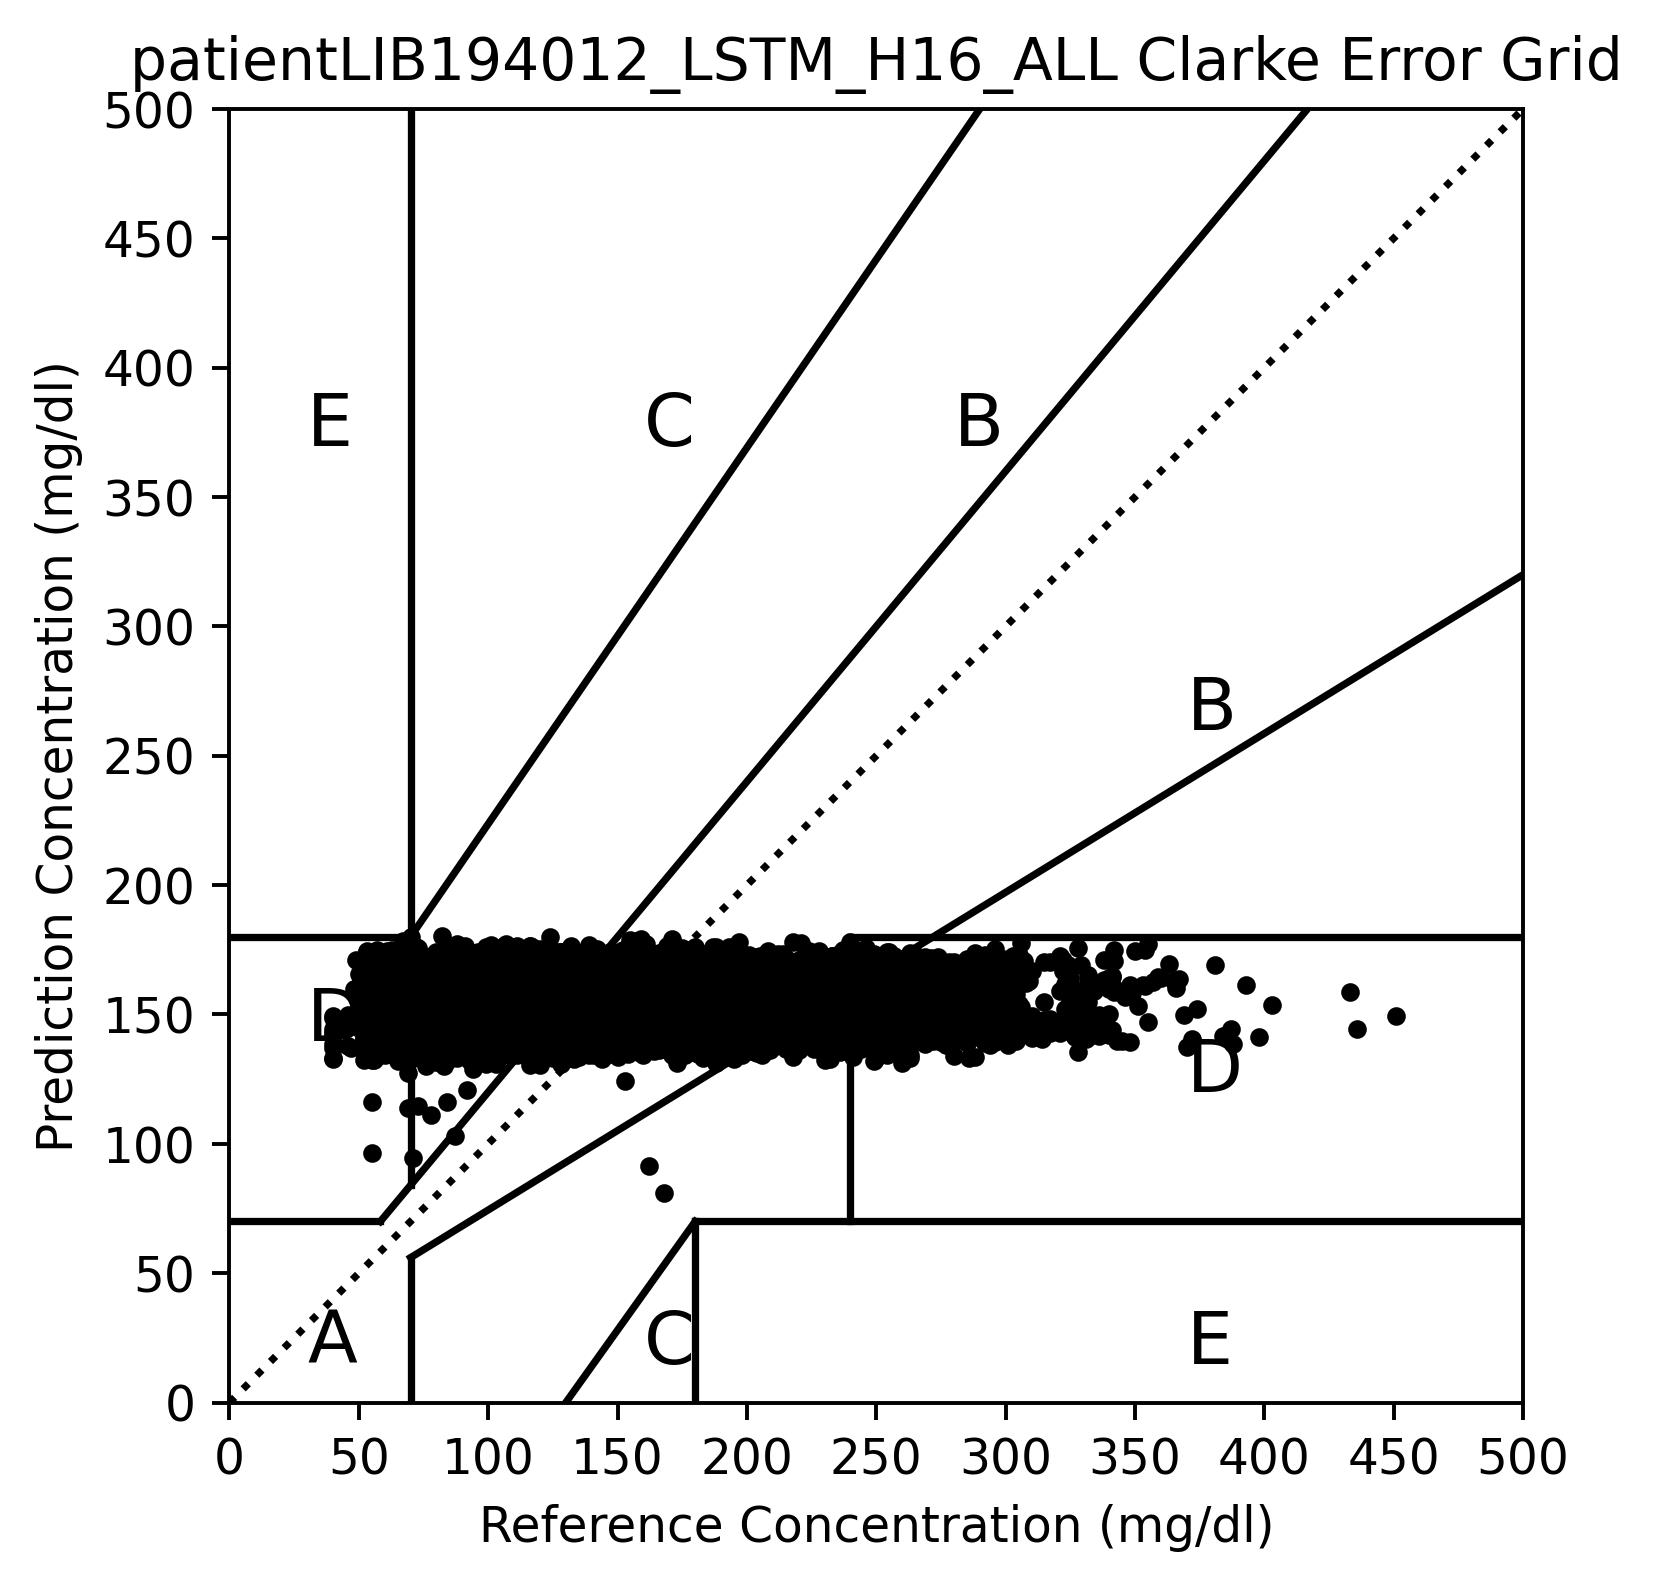 patientLIB194012_LSTM_H16_ALL Clarke Error Grid
500
450
400
350
300
250
200
150
100
50
0
Prediction Concentration (mg/dl)
E
C
B
B
D
D
A
C
E
0 50 100 150 200 250 300 350 400 450 500
Reference Concentration (mg/dl)